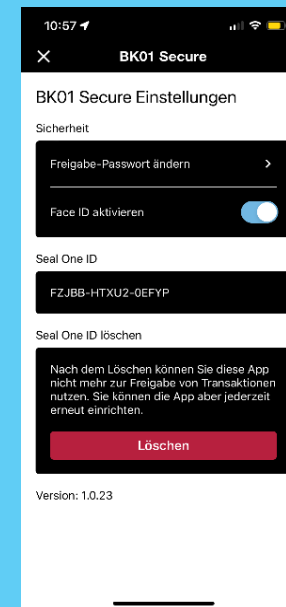 10:57
BK01 Secure
BK01 Secure Einstellungen
Sicherheit
Freigabe-Passwort ändern
Face ID aktivieren
Seal One ID
FZJBB-HTXU2-0EFYP
Seal One ID löschen
Nach dem Löschen können Sie diese App
nicht mehr zur Freigabe von Transaktionen
nutzen. Sie können die App aber jederzeit
erneut einrichten.
Löschen
Version: 1.0.23